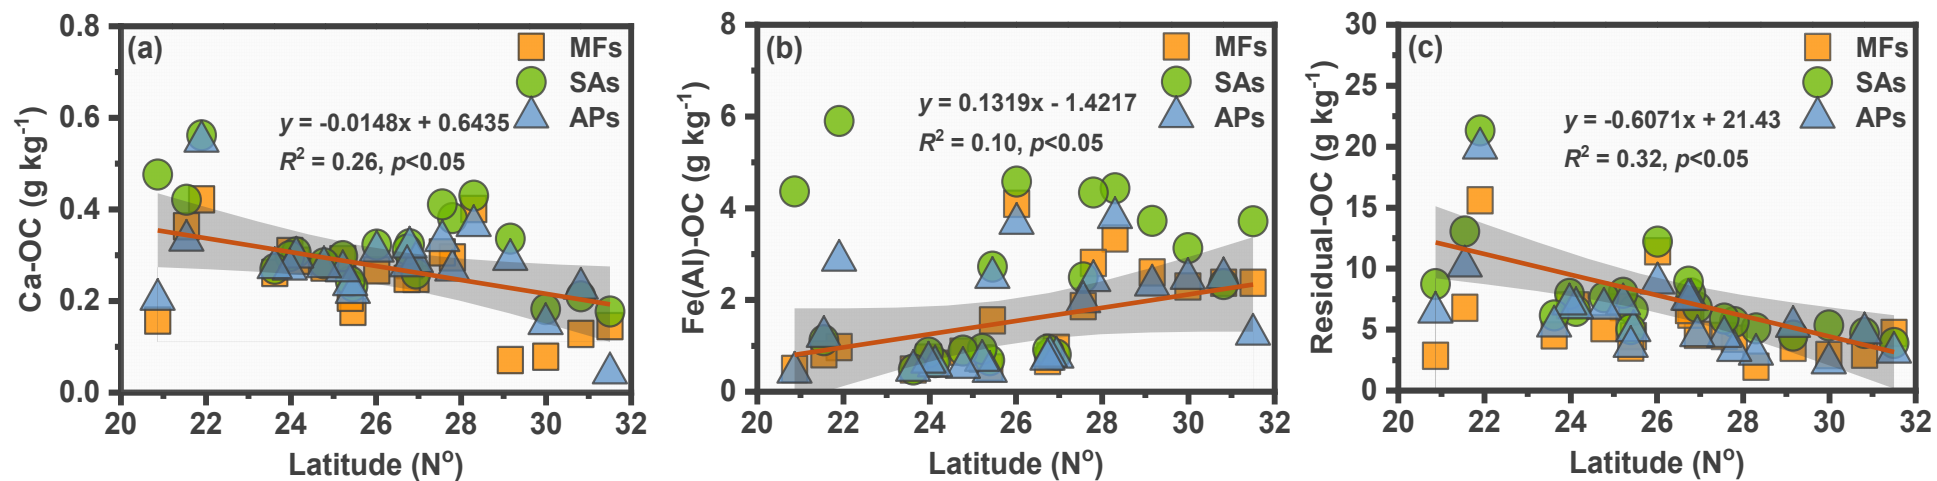 (a)
MFs
SAs
APs
y = -0.0148x + 0.6435
R² = 0.26, p<0.05
Ca-OC (g kg⁻¹)
0.8
0.6
0.4
0.2
0.0
20 22 24 26 28 30 32
Latitude (Nᵒ)
(b)
MFs
SAs
APs
y = 0.1319x - 1.4217
R² = 0.10, p<0.05
Fe(Al)-OC (g kg⁻¹)
8
6
4
2
0
20 22 24 26 28 30 32
Latitude (Nᵒ)
(c)
MFs
SAs
APs
y = -0.6071x + 21.43
R² = 0.32, p<0.05
Residual-OC (g kg⁻¹)
30
25
20
15
10
5
0
20 22 24 26 28 30 32
Latitude (Nᵒ)